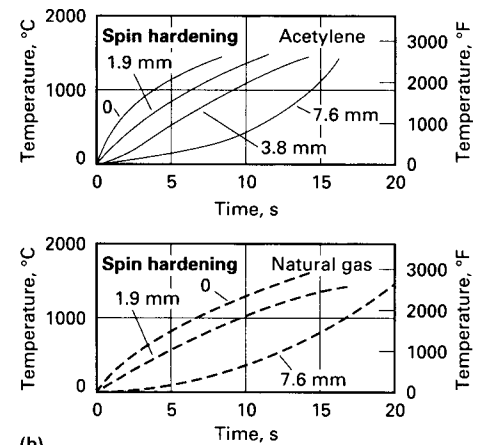 2000
Spin hardening Acetylene
3000
1.9 mm
1000
2000
0
7.6 mm
1000
3.8 mm
0
0
0 5 10 15 20
Temperature, °C
Temperature, °F
Time, s
2000
Spin hardening Natural gas
3000
0
1.9 mm
2000
1000
1000
7.6 mm
0
0
0 5 10 15 20
Temperature, °C
Temperature, °F
Time, s